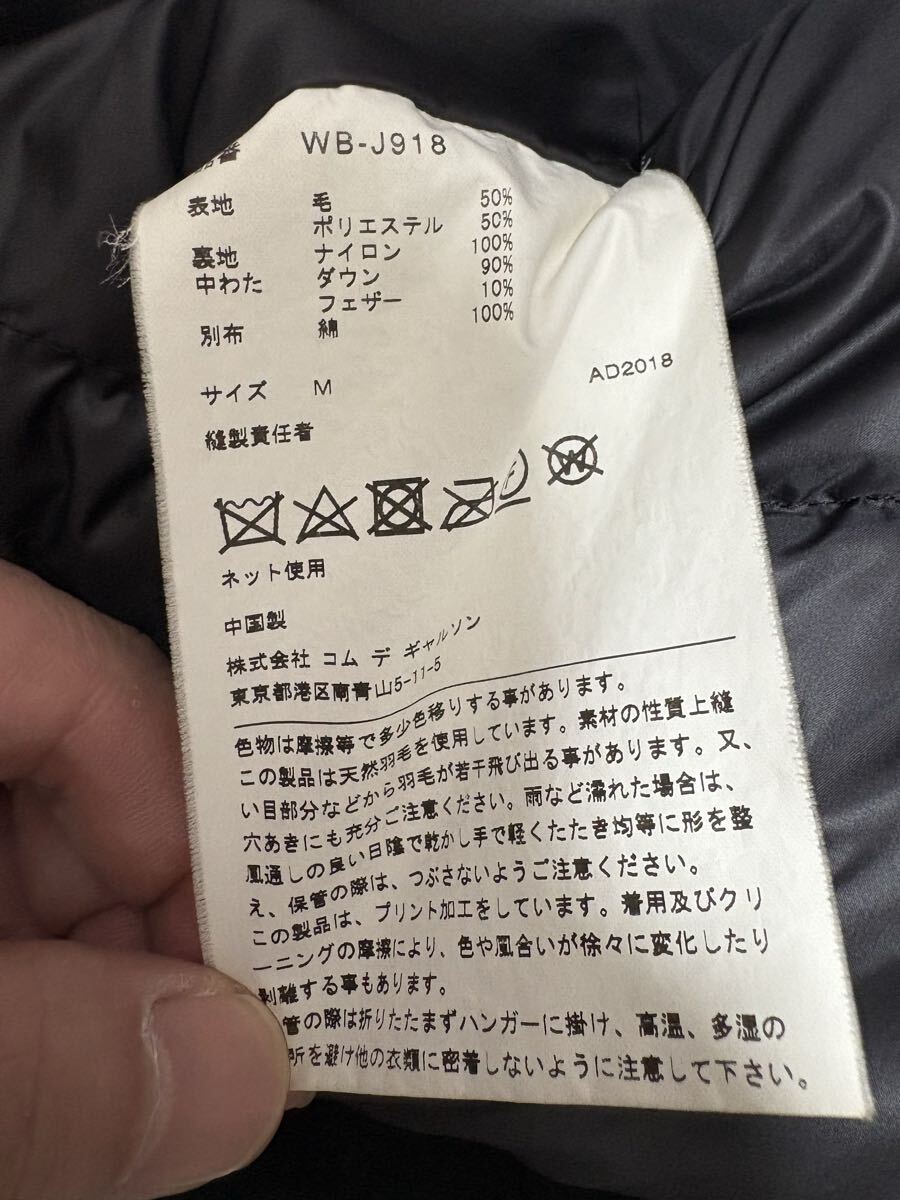 WB-J918
表地 毛 50%
ポリエステル 50%
裏地 ナイロン 100%
中わた ダウン 90%
フェザー 10%
別布 綿 100%
サイズ M AD2018
縫製責任者
ネット使用
中国製
株式会社 コム デ ギャルソン
東京都港区南青山5-11-5
色物は摩擦等で多少色移りする事があります。
この製品は天然羽毛を使用しています。素材の性質上縫
い目部分などから羽毛が若干飛び出る事があります。又、
穴あきにも充分ご注意ください。雨など濡れた場合は、
風通しの良い日陰で乾かし手で軽くたたき均等に形を整
え、保管の際は、つぶさないようご注意ください。
この製品は、プリント加工をしています。着用及びクリ
ーニングの摩擦により、色や風合いが徐々に変化したり
剥離する事もあります。
管の際は折りたたまずハンガーに掛け、高温、多湿の
所を避け他の衣類に密着しないように注意して下さい。